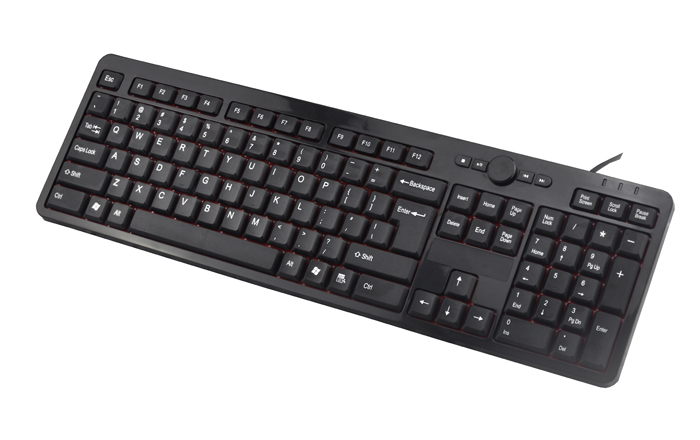 Esc F1 F2 F3 F4 F5 F6 F7 F8 F9 F10 F11 F12
Print Screen Scroll Lock Pause Break
1 @ 2 # 3 $ 4 % 5 6 & 7 * 8 ( 9 ) 0 - + = Backspace
Insert Home Page Up Num Lock / * −
Tab Q W E R T Y U I O P { [ } ] Enter
Delete End Page Down 7 Home 8 ↑ 9 Pg Up +
Caps Lock A S D F G H J K L : ; " ' | \
4 ← 5 6 →
Shift Z X C V B N M < , > . ? / Shift
↑ 1 End 2 ↓ 3 Pg Dn Enter
Ctrl Alt Alt Ctrl
← ↓ → 0 Ins . Del